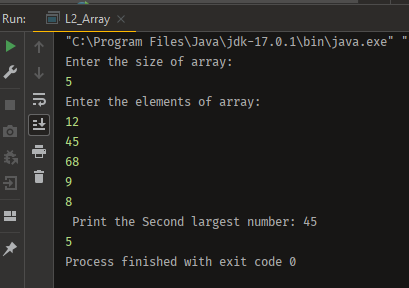 Run: L2_Array
"C:\Program Files\Java\jdk-17.0.1\bin\java.exe" "
Enter the size of array:
5
Enter the elements of array:
12
45
68
9
8
 Print the Second largest number: 45
5
Process finished with exit code 0